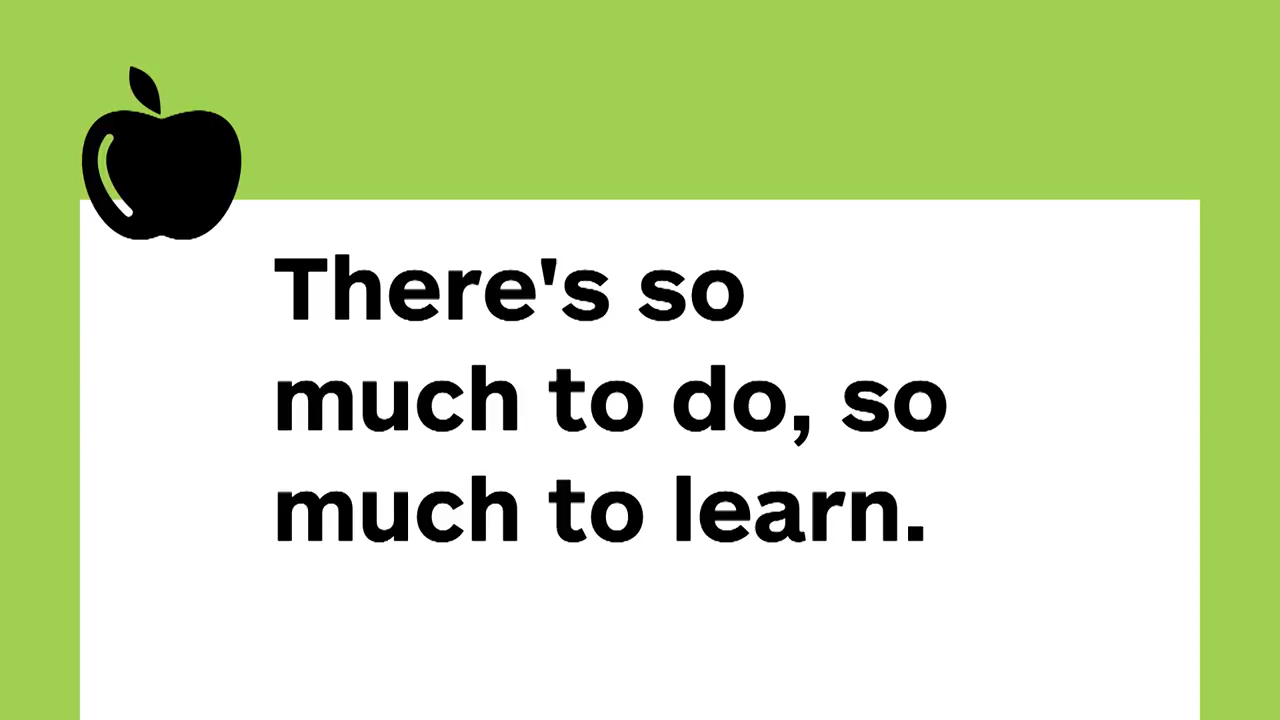 There's so
much to do, so
much to learn.